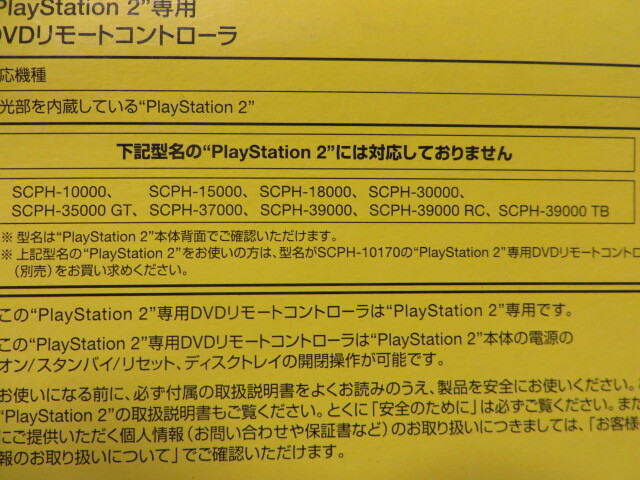 PlayStation 2”専用
DVDリモートコントローラ
応機種
光部を内蔵している“PlayStation 2”
下記型名の“PlayStation 2”には対応しておりません
SCPH-10000、 SCPH-15000、 SCPH-18000、 SCPH-30000、
SCPH-35000 GT、 SCPH-37000、 SCPH-39000、 SCPH-39000 RC、 SCPH-39000 TB
※ 型名は“PlayStation 2”本体背面でご確認いただけます。
※ 上記型名の“PlayStation 2”をお使いの方は、型名がSCPH-10170の“PlayStation 2”専用DVDリモートコントロ
（別売）をお買い求めください。
この“PlayStation 2”専用DVDリモートコントローラは“PlayStation 2”専用です。
この“PlayStation 2”専用DVDリモートコントローラは“PlayStation 2”本体の電源の
オン/スタンバイ/リセット、ディスクトレイの開閉操作が可能です。
お使いになる前に、必ず付属の取扱説明書をよくお読みのうえ、製品を安全にお使いください。
“PlayStation 2”の取扱説明書もご覧ください。とくに「安全のために」は必ずご覧ください。また
にご提供いただく個人情報（お問い合わせや保証書など）のお取り扱いにつきましては、「お客様
報のお取り扱いについて」でご確認いただけます。